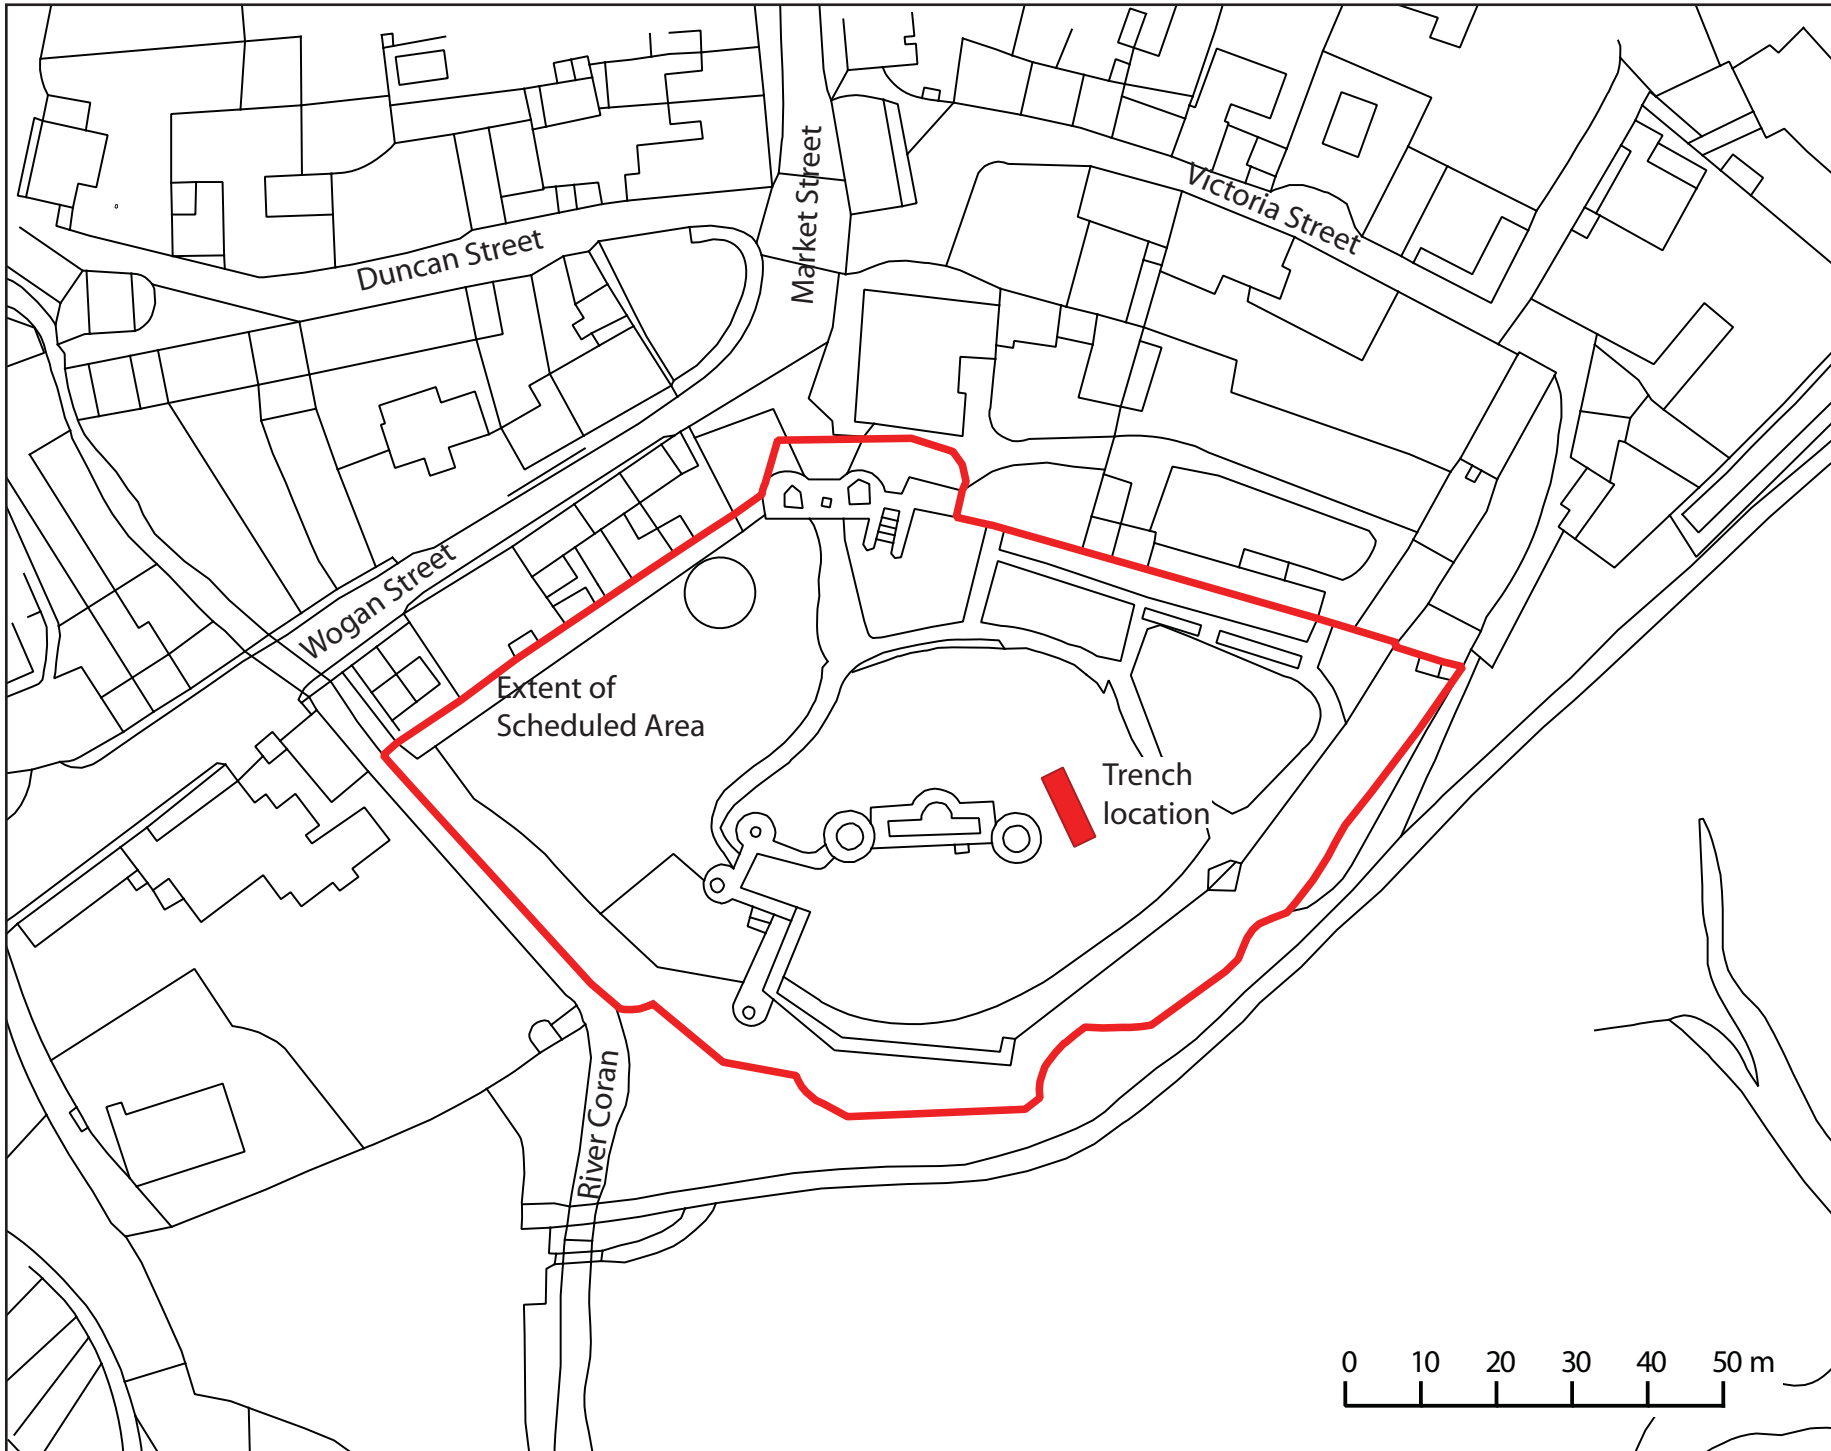 Market Street
Victoria Street
Duncan Street
Wogan Street
Extent of
Scheduled Area
Trench
location
River Coran
0 10 20 30 40 50 m